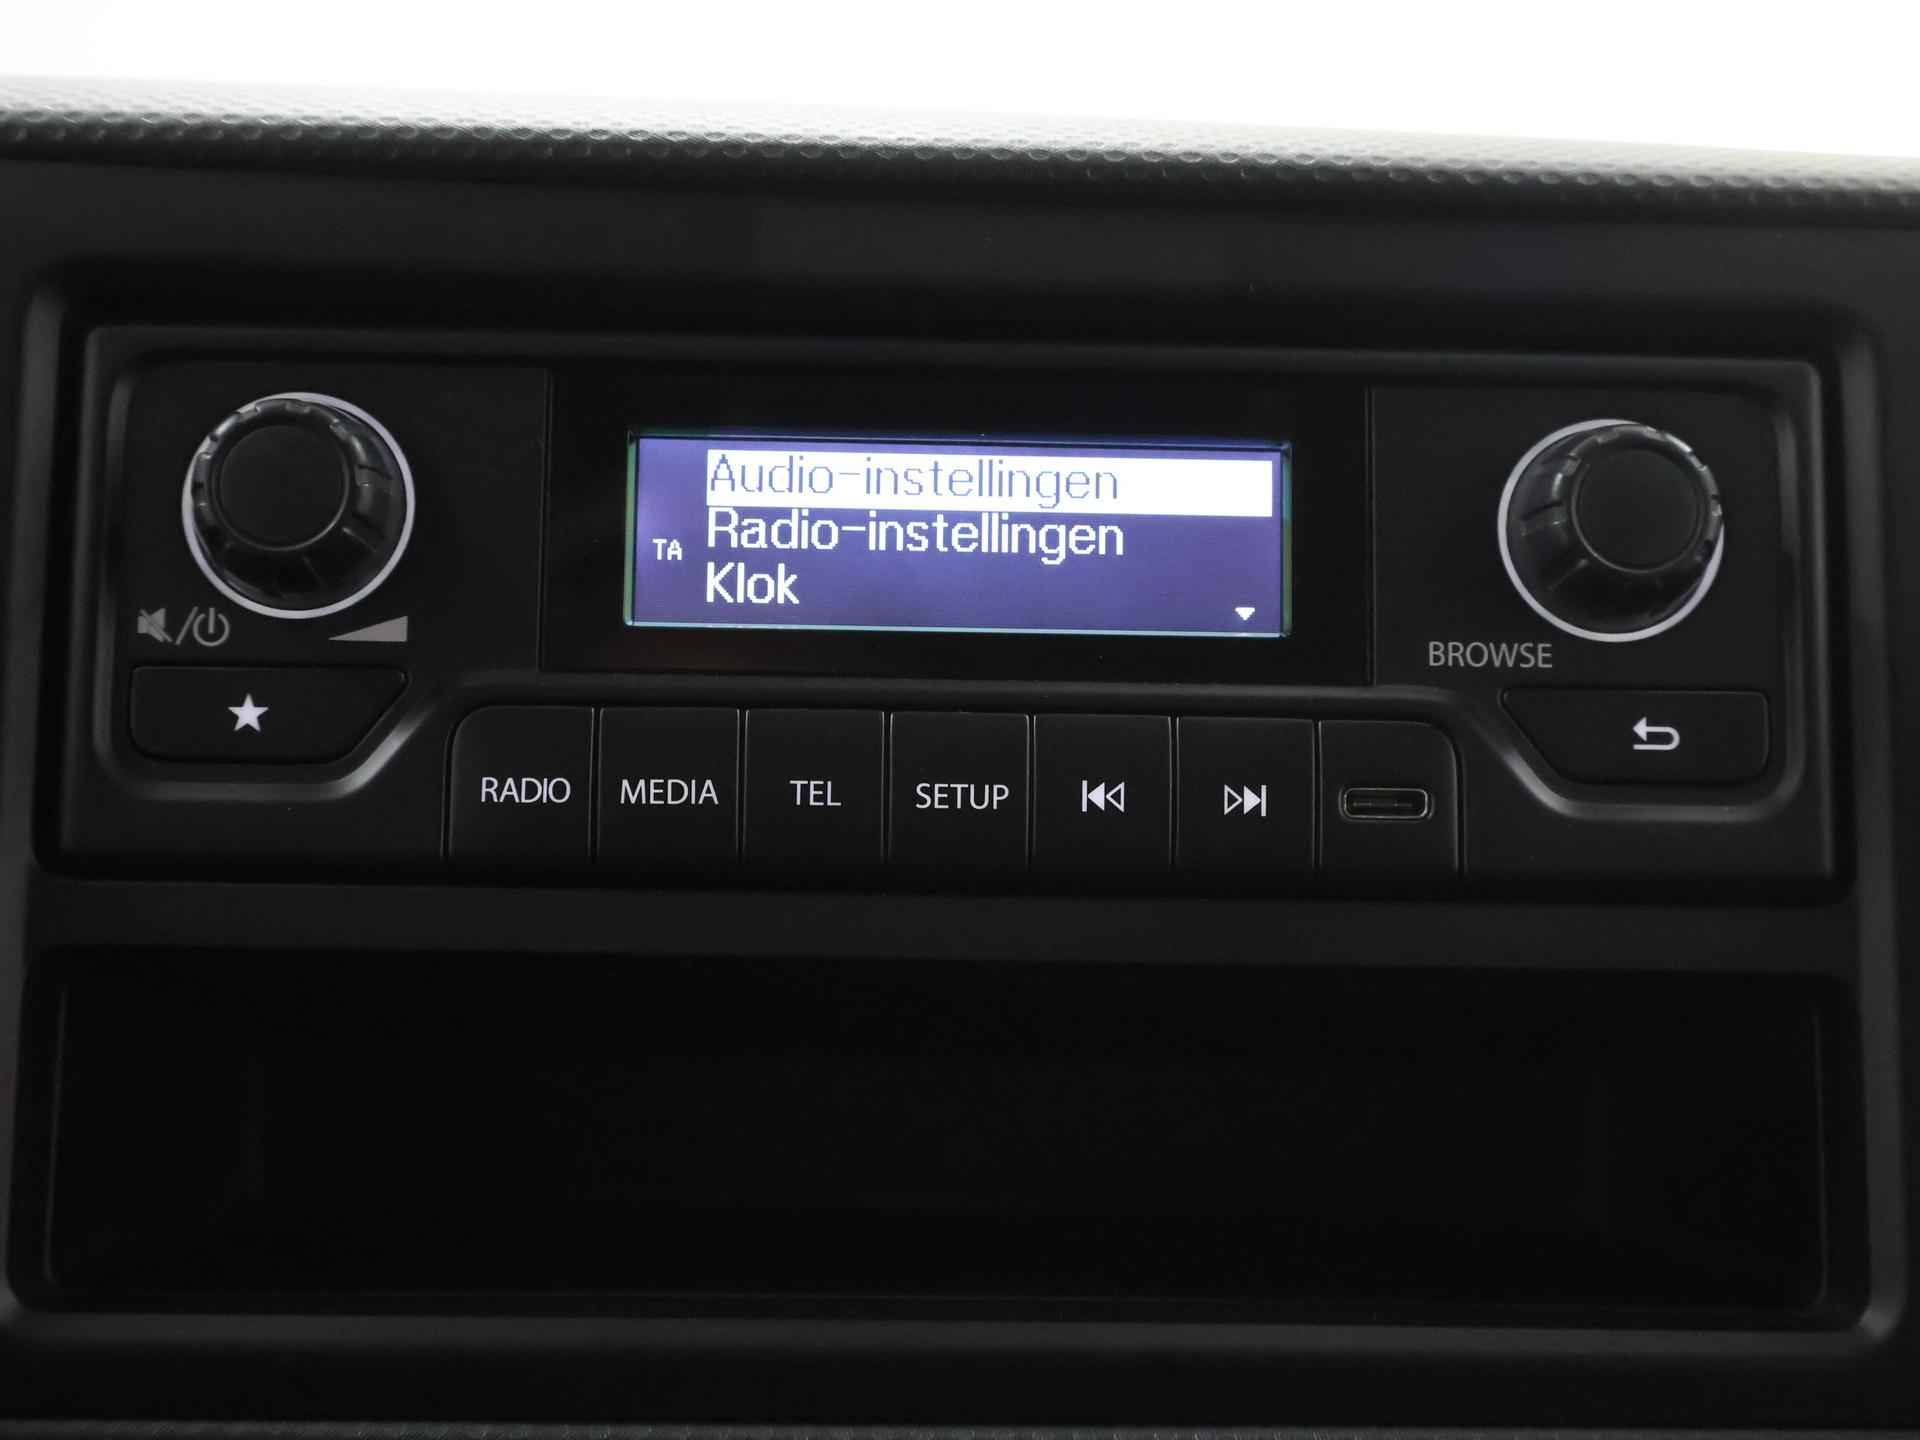 Audio-instellingen
Radio-instellingen
TA
Klok
BROWSE
RADIO
MEDIA
TEL
SETUP